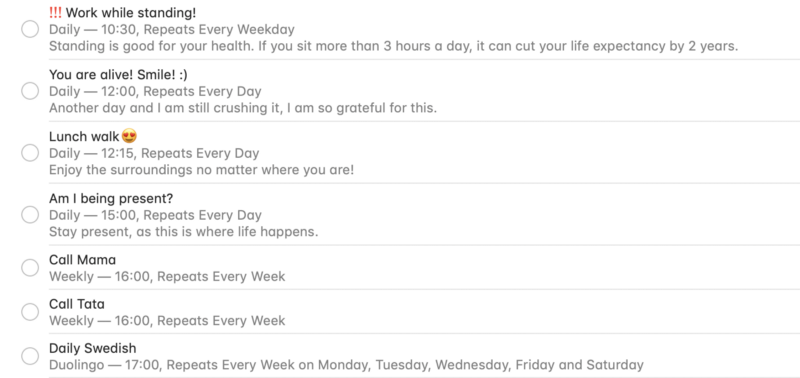 !!! Work while standing!
Daily — 10:30, Repeats Every Weekday
Standing is good for your health. If you sit more than 3 hours a day, it can cut your life expectancy by 2 years.
You are alive! Smile! :)
Daily — 12:00, Repeats Every Day
Another day and I am still crushing it, I am so grateful for this.
Lunch walk😍
Daily — 12:15, Repeats Every Day
Enjoy the surroundings no matter where you are!
Am I being present?
Daily — 15:00, Repeats Every Day
Stay present, as this is where life happens.
Call Mama
Weekly — 16:00, Repeats Every Week
Call Tata
Weekly — 16:00, Repeats Every Week
Daily Swedish
Duolingo — 17:00, Repeats Every Week on Monday, Tuesday, Wednesday, Friday and Saturday